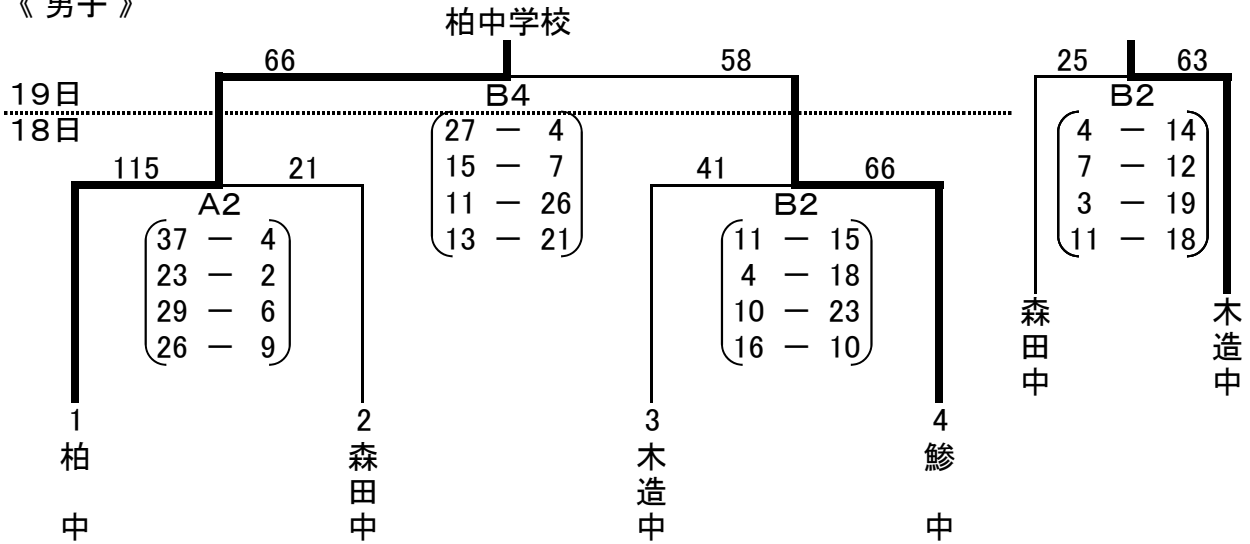 《 男子 》
柏中学校
66 58 25 63
19日 B4 B2
18日
27 － 4
15 － 7
11 － 26
13 － 21
4 － 14
7 － 12
3 － 19
11 － 18
115 21 41 66
A2 B2
37 － 4
23 － 2
29 － 6
26 － 9
11 － 15
4 － 18
10 － 23
16 － 10
森田中
木造中
1 2 3 4
柏中
森田中
木造中
鯵中